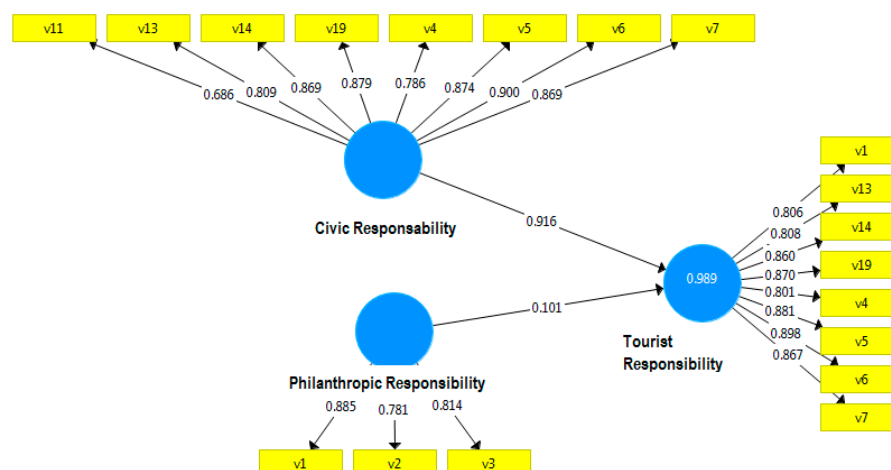 v11 v13 v14 v19 v4 v5 v6 v7
0.686 0.809 0.869 0.879 0.786 0.874 0.900 0.869
Civic Responsability
0.916
0.101
Philanthropic Responsibility
0.885 0.781 0.814
v1 v2 v3
0.989
Tourist
Responsibility
0.806
0.808
0.860
0.870
0.801
0.881
0.898
0.867
v1
v13
v14
v19
v4
v5
v6
v7